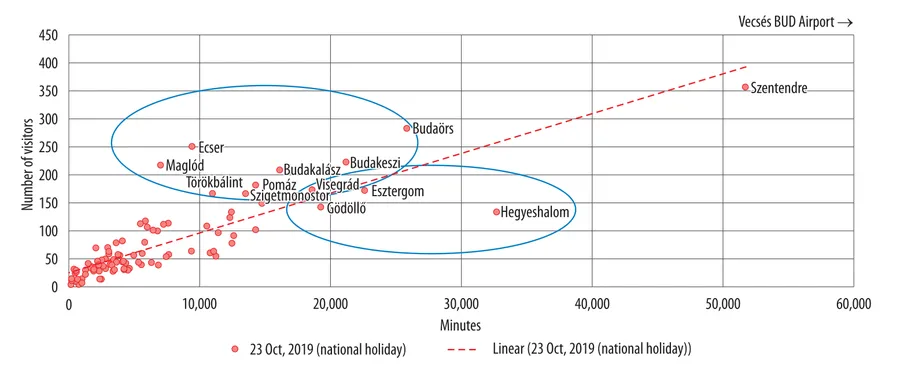 Vecsés BUD Airport →
450
400
350
300
250
200
150
100
50
0
Number of visitors
Szentendre
Budaörs
Ecser
Maglód
Budakeszi
Budakalász
Törökbálint
Pomáz
Visegrád
Szigetmonostor
Esztergom
Gödöllő
Hegyeshalom
0 10,000 20,000 30,000 40,000 50,000 60,000
Minutes
23 Oct, 2019 (national holiday) Linear (23 Oct, 2019 (national holiday))